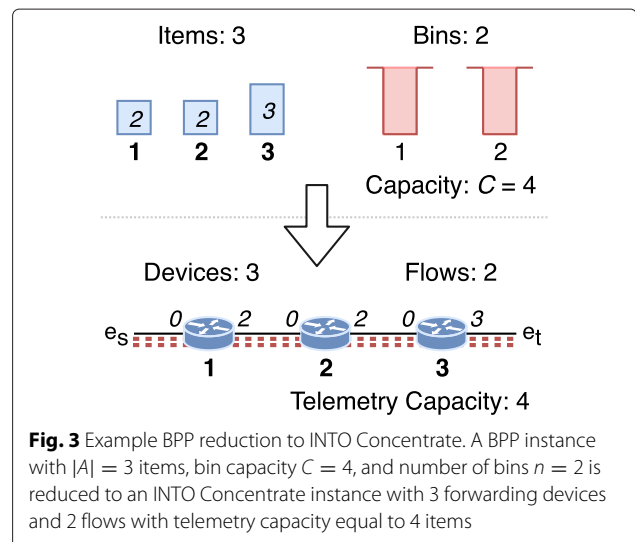 Items: 3 Bins: 2
2 2 3
1 2 3 1 2
Capacity: C = 4
Devices: 3 Flows: 2
es 0 2 0 2 0 3 et
1 2 3
Telemetry Capacity: 4
Fig. 3 Example BPP reduction to INTO Concentrate. A BPP instance
with |A| = 3 items, bin capacity C = 4, and number of bins n = 2 is
reduced to an INTO Concentrate instance with 3 forwarding devices
and 2 flows with telemetry capacity equal to 4 items